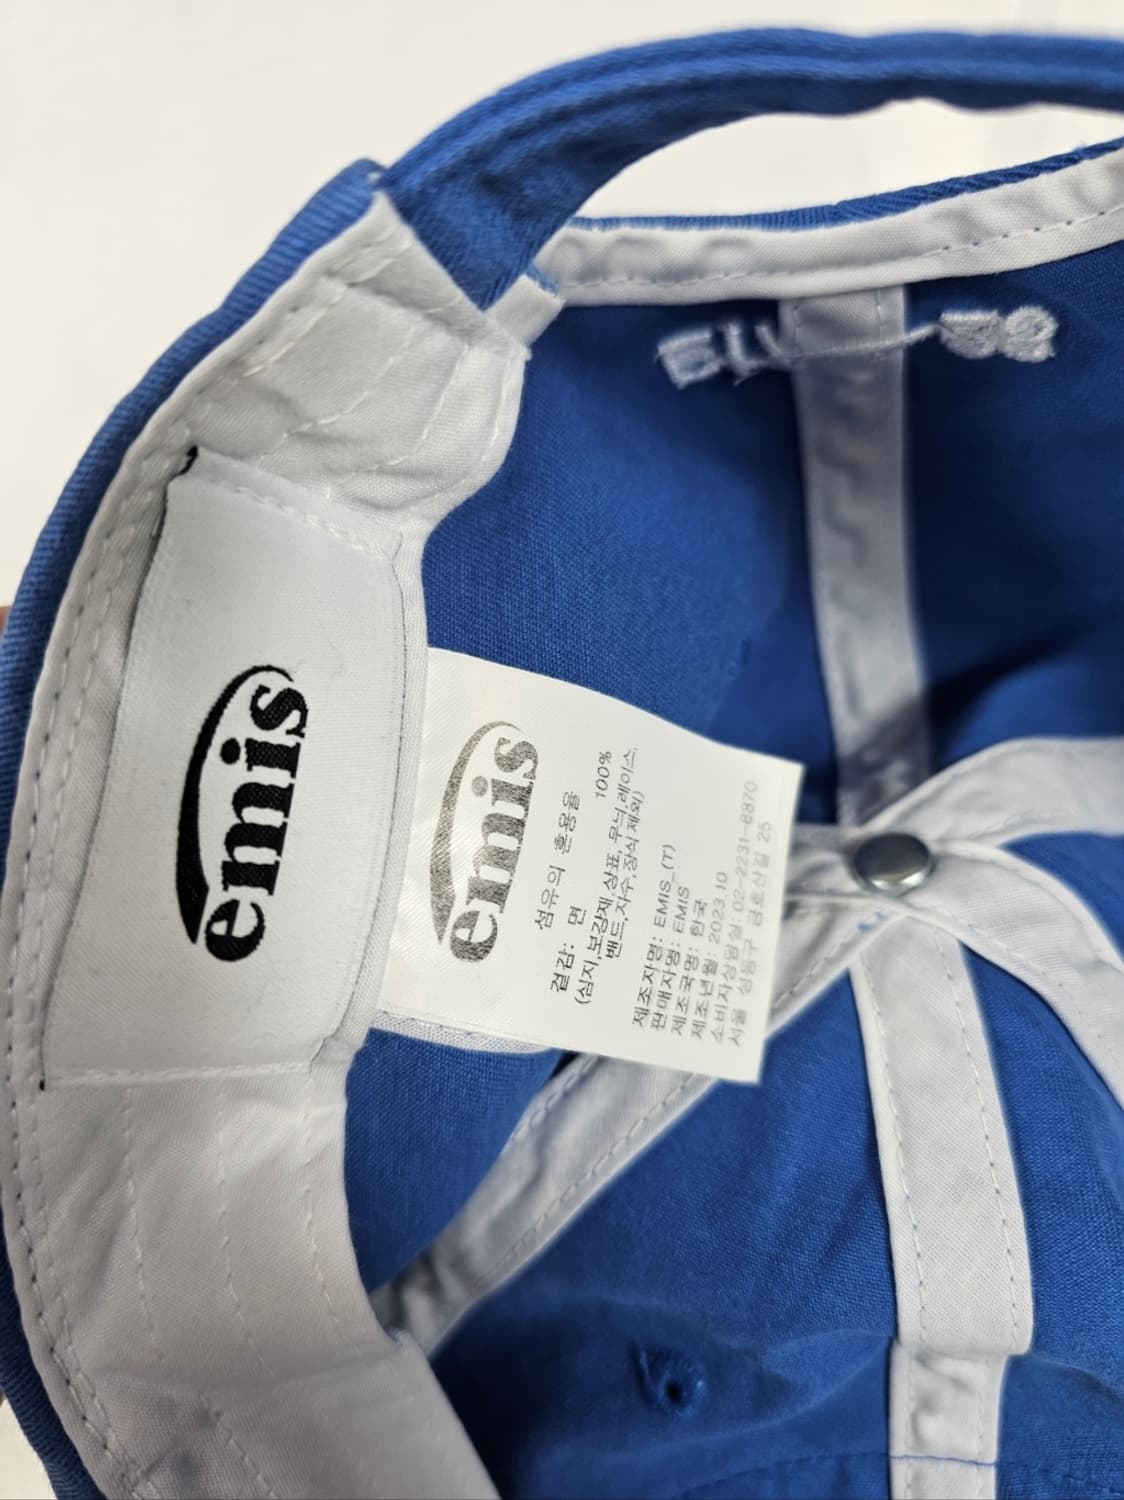 emis
emis
섬유의 혼용율
겉감: 면 100%
(심지,보강재,상표,무늬,레이스,
밴드,자수,장식 제외)
제조자명: EMIS_(T)
판매자명: EMIS
제조국명: 한국
제조년월: 2023.10
소비자상담실: 02-2231-6870
서울 성동구 금호산길 25